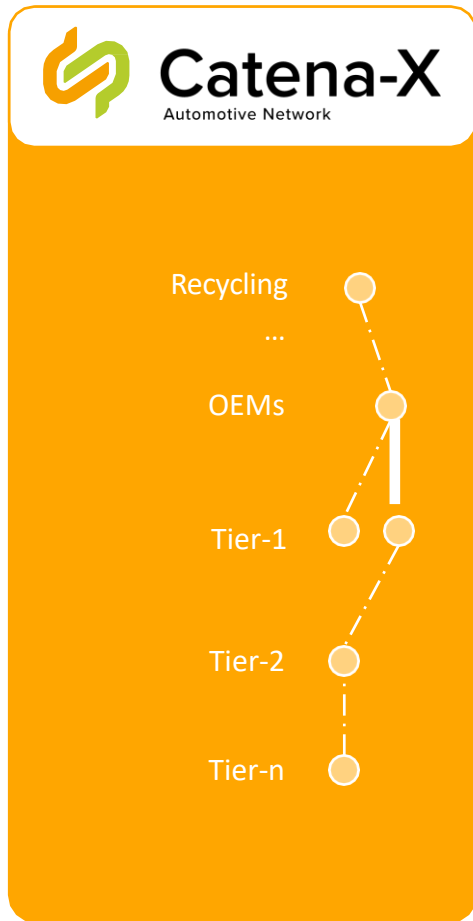 Catena-X
Automotive Network
Recycling
...
OEMs
Tier-1
Tier-2
Tier-n